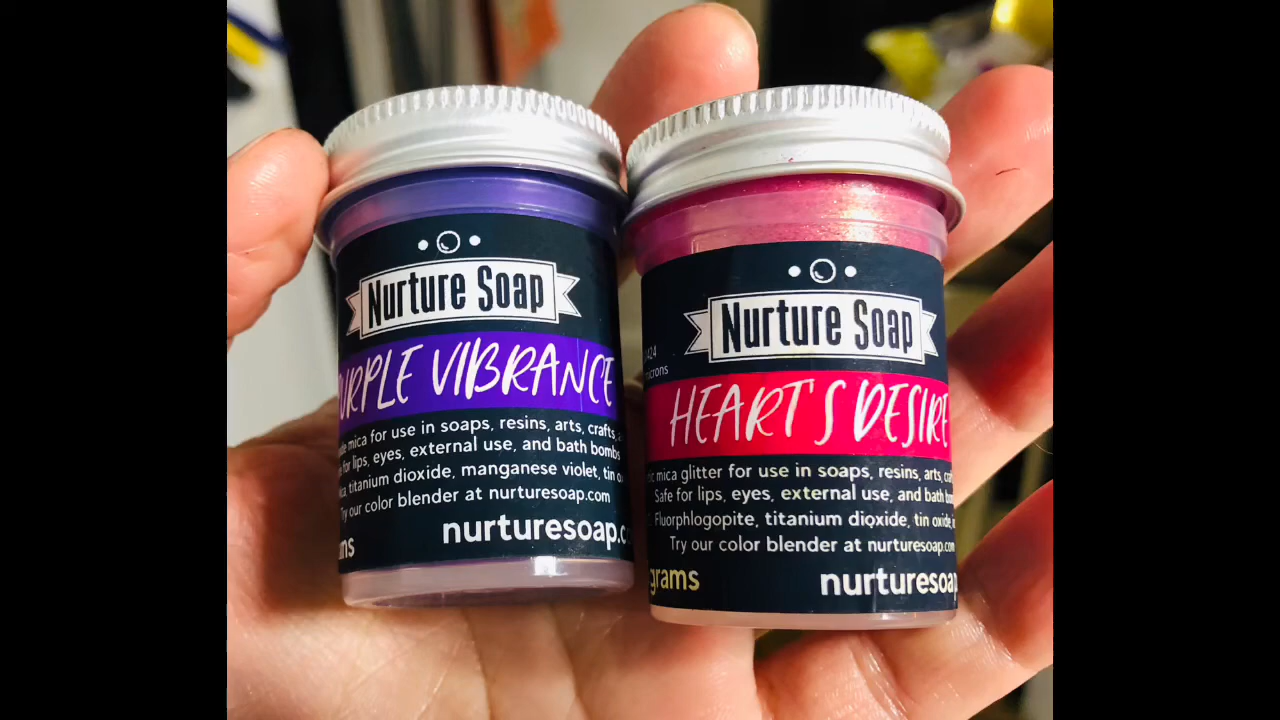 Nurture Soap
PURPLE VIBRANCE
mica for use in soaps, resins, arts, crafts,
for lips, eyes, external use, and bath bombs
titanium dioxide, manganese violet, tin
Try our color blender at nurturesoap.com
nurturesoap.c
Nurture Soap
424
microns
HEART'S DESIRE
mica glitter for use in soaps, resins, arts,
Safe for lips, eyes, external use, and bath
Fluorphlogopite, titanium dioxide, tin oxide,
Try our color blender at nurturesoap.com
grams
nurturesoap